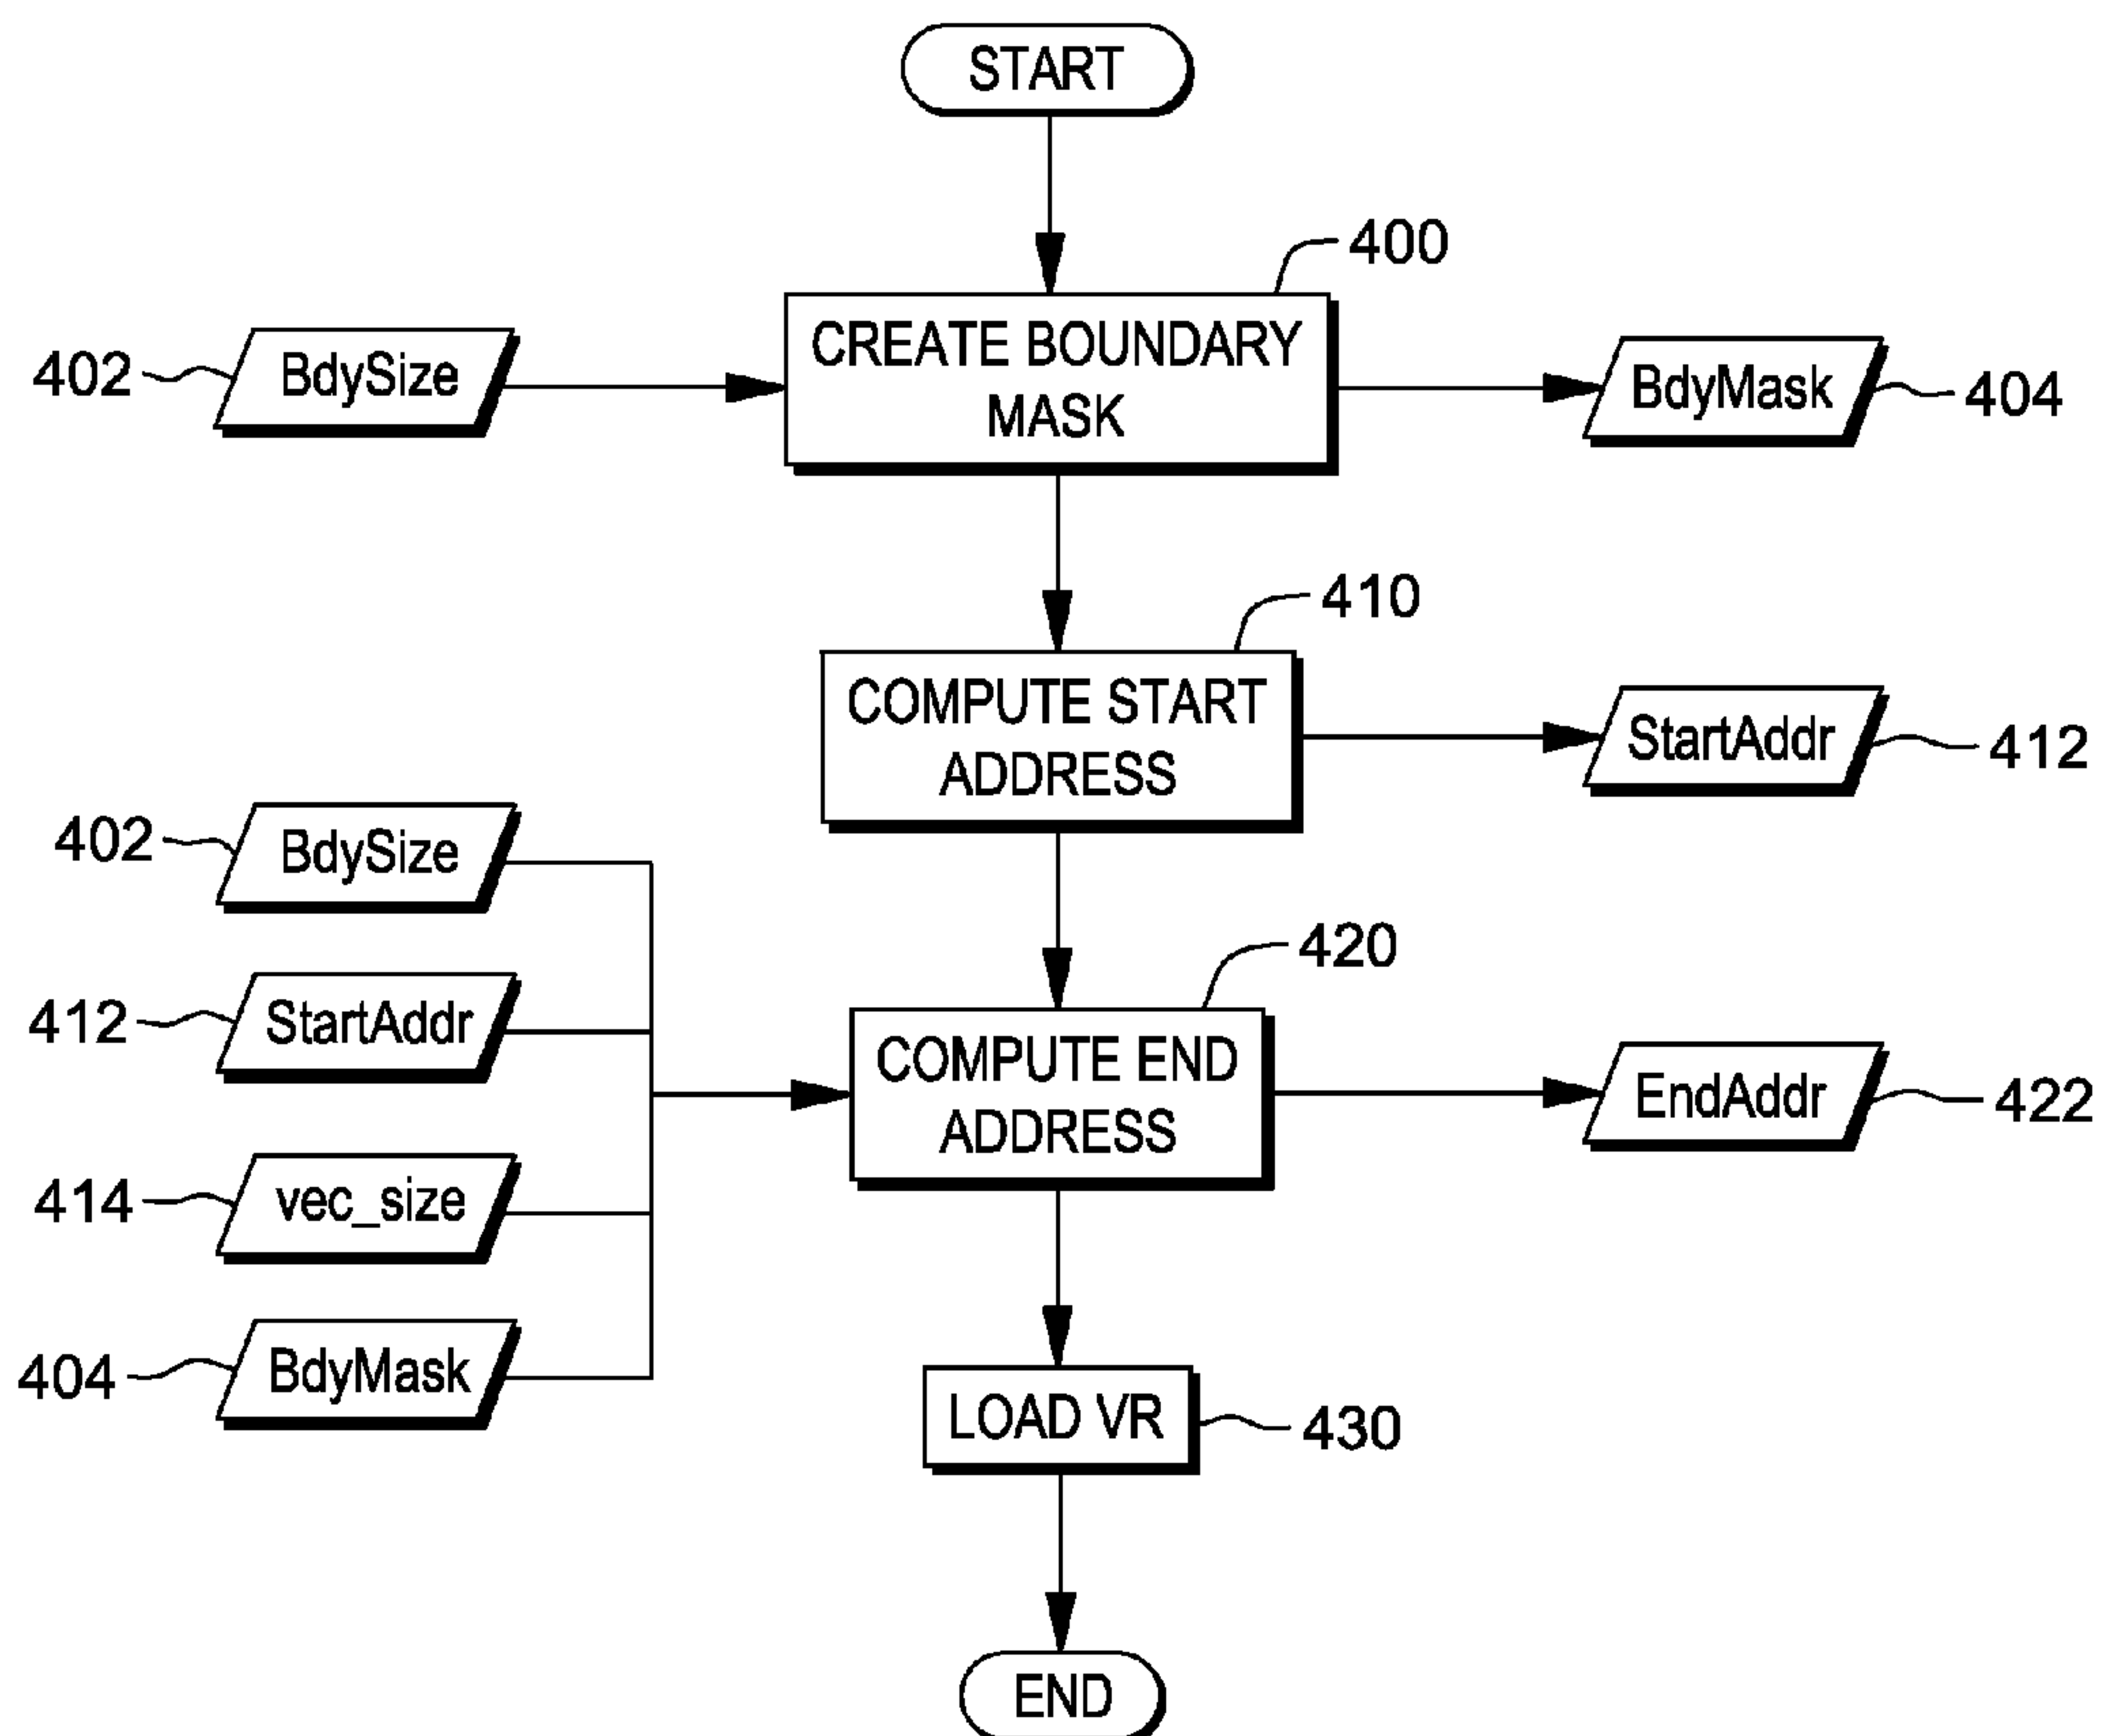 START
400
CREATE BOUNDARY
MASK
402
BdySize
BdyMask
404
410
COMPUTE START
ADDRESS
StartAddr
412
402
BdySize
420
412
StartAddr
COMPUTE END
ADDRESS
EndAddr
422
414
vec_size
404
BdyMask
LOAD VR
430
END